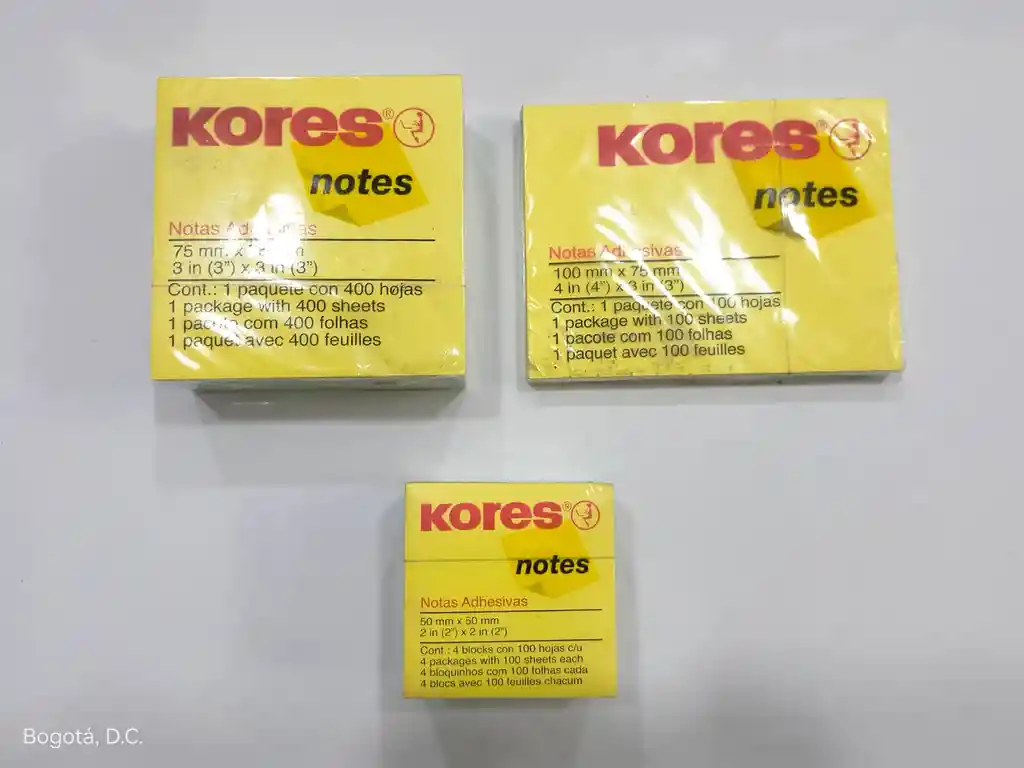 Kores®
notes
Notas Adhesivas
75 mm x
3 in (3") x 3 in (3")
Cont.: 1 paquete con 400 hojas
1 package with 400 sheets
1 pacote com 400 folhas
1 paquet avec 400 feuilles
Kores®
notes
Notas Adhesivas
100 mm x 75 mm
4 in (4") x 3 in (3")
Cont.: 1 paquete con 100 hojas
1 package with 100 sheets
1 pacote com 100 folhas
1 paquet avec 100 feuilles
Kores®
notes
Notas Adhesivas
50 mm x 50 mm
2 in (2") x 2 in (2")
Cont.: 4 blocks con 100 hojas c/u
4 packages with 100 sheets each
4 bloquinhos com 100 folhas cada
4 blocs avec 100 feuilles chacum
Bogotá, D.C.